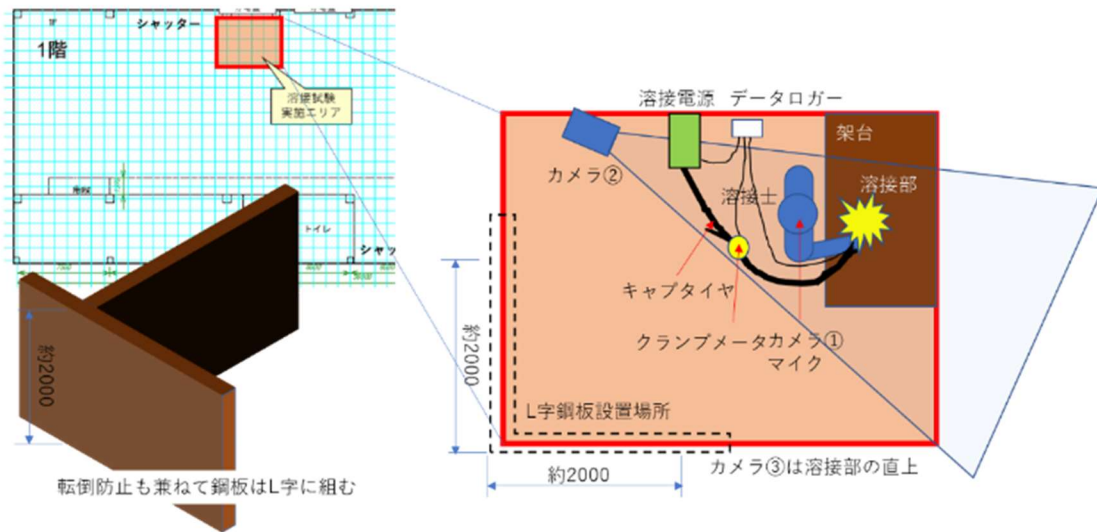 シャッター
1階
溶接試験
実施エリア
トイレ
シャッ
約2000
転倒防止も兼ねて鋼板はL字に組む
溶接電源 データロガー
架台
カメラ②
溶接士
溶接部
キャプタイヤ
クランプメータ
カメラ①
マイク
約2000
L字鋼板設置場所
約2000
カメラ③は溶接部の直上